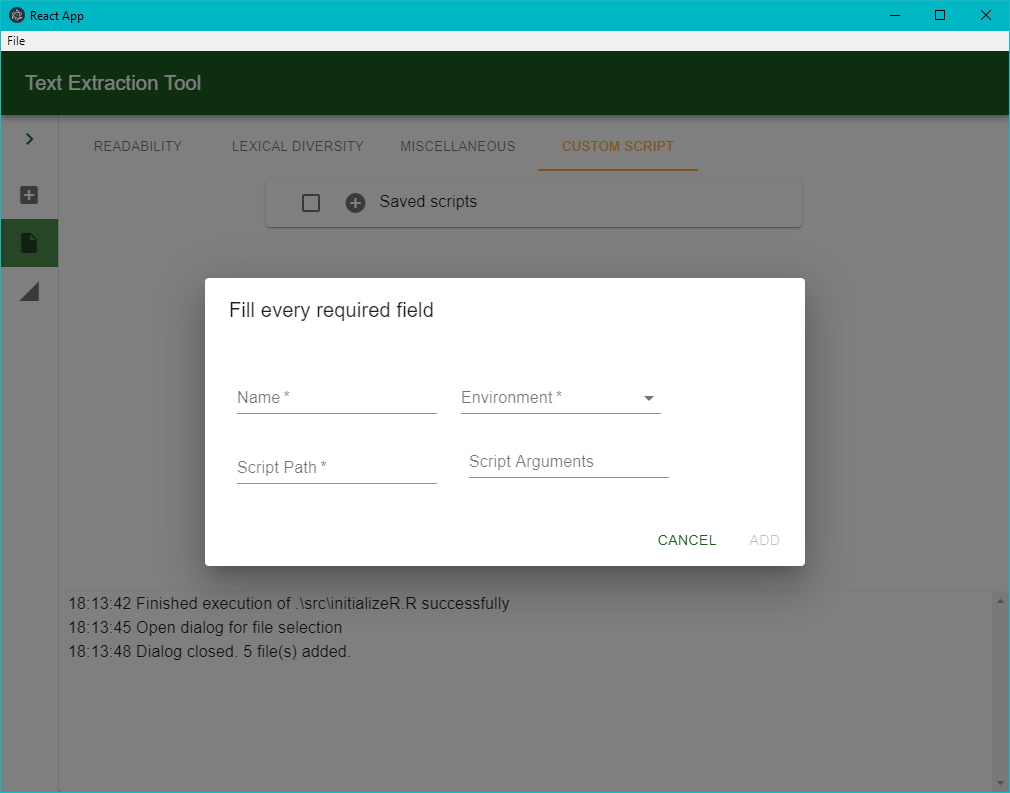 React App
File
Text Extraction Tool
READABILITY LEXICAL DIVERSITY MISCELLANEOUS CUSTOM SCRIPT
Saved scripts
Fill every required field
Name * Environment *
Script Path * Script Arguments
CANCEL ADD
18:13:42 Finished execution of .\src\initializeR.R successfully
18:13:45 Open dialog for file selection
18:13:48 Dialog closed. 5 file(s) added.